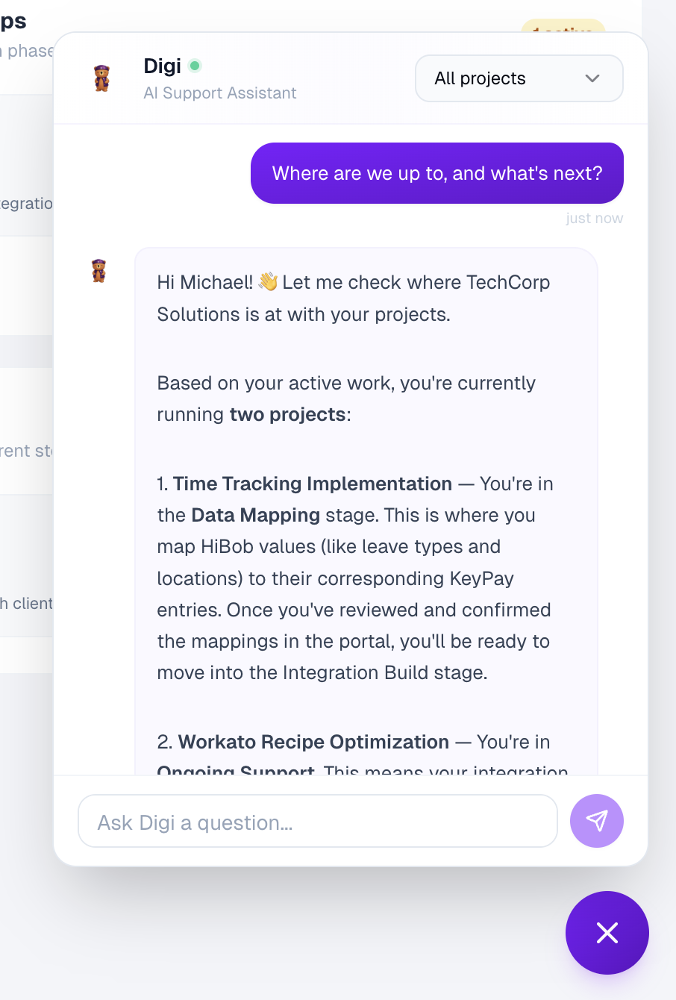 ps
1 active
n phase
Digi
AI Support Assistant
All projects
Where are we up to, and what's next?
just now
tegratio
Hi Michael! 👋 Let me check where TechCorp
Solutions is at with your projects.
Based on your active work, you're currently
running two projects:
rent ste
1. Time Tracking Implementation — You're in
the Data Mapping stage. This is where you
map HiBob values (like leave types and
locations) to their corresponding KeyPay
h client
entries. Once you've reviewed and confirmed
the mappings in the portal, you'll be ready to
move into the Integration Build stage.
2. Workato Recipe Optimization — You're in
Ongoing Support. This means your integration
Ask Digi a question...